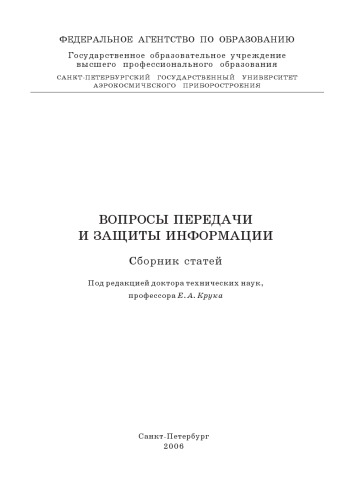 ФЕДЕРАЛЬНОЕ АГЕНТСТВО ПО ОБРАЗОВАНИЮ
Государственное образовательное учреждение
высшего профессионального образования
САНКТ-ПЕТЕРБУРГСКИЙ ГОСУДАРСТВЕННЫЙ УНИВЕРСИТЕТ
АЭРОКОСМИЧЕСКОГО ПРИБОРОСТРОЕНИЯ
ВОПРОСЫ ПЕРЕДАЧИ
И ЗАЩИТЫ ИНФОРМАЦИИ
Сборник статей
Под редакцией доктора технических наук,
профессора Е. А. Крука
Санкт-Петербург
2006